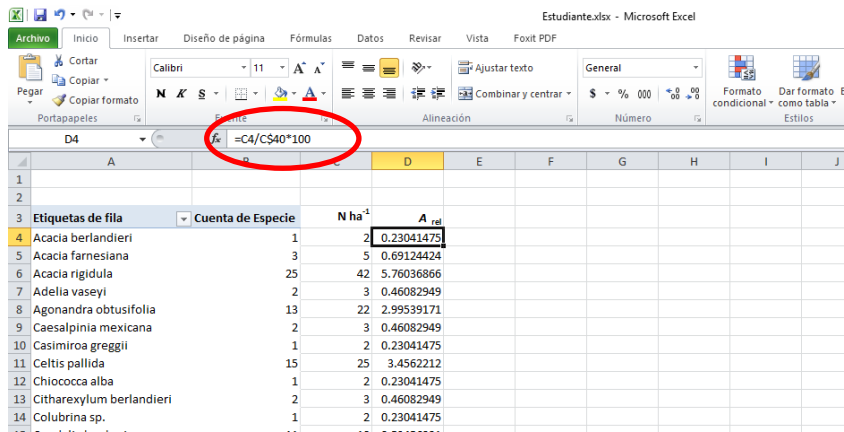 Estudiante.xlsx - Microsoft Excel
Archivo Inicio Insertar Diseño de página Fórmulas Datos Revisar Vista Foxit PDF
Pegar
Cortar
Copiar
Copiar formato
Portapapeles
Calibri 11
N K S
Fuente
Ajustar texto
Combinar y centrar
Alineación
General
$ % 000
Número
Formato condicional
Dar formato como tabla
Estilos
D4 fx =C4/C$40*100
A B C D E F G H I J
1
2
3 Etiquetas de fila Cuenta de Especie N ha-1 A rel
4 Acacia berlandieri 1 2 0.23041475
5 Acacia farnesiana 3 5 0.69124424
6 Acacia rigidula 25 42 5.76036866
7 Adelia vaseyi 2 3 0.46082949
8 Agonandra obtusifolia 13 22 2.99539171
9 Caesalpinia mexicana 2 3 0.46082949
10 Casimiroa greggii 1 2 0.23041475
11 Celtis pallida 15 25 3.4562212
12 Chiococca alba 1 2 0.23041475
13 Citharexylum berlandieri 2 3 0.46082949
14 Colubrina sp. 1 2 0.23041475